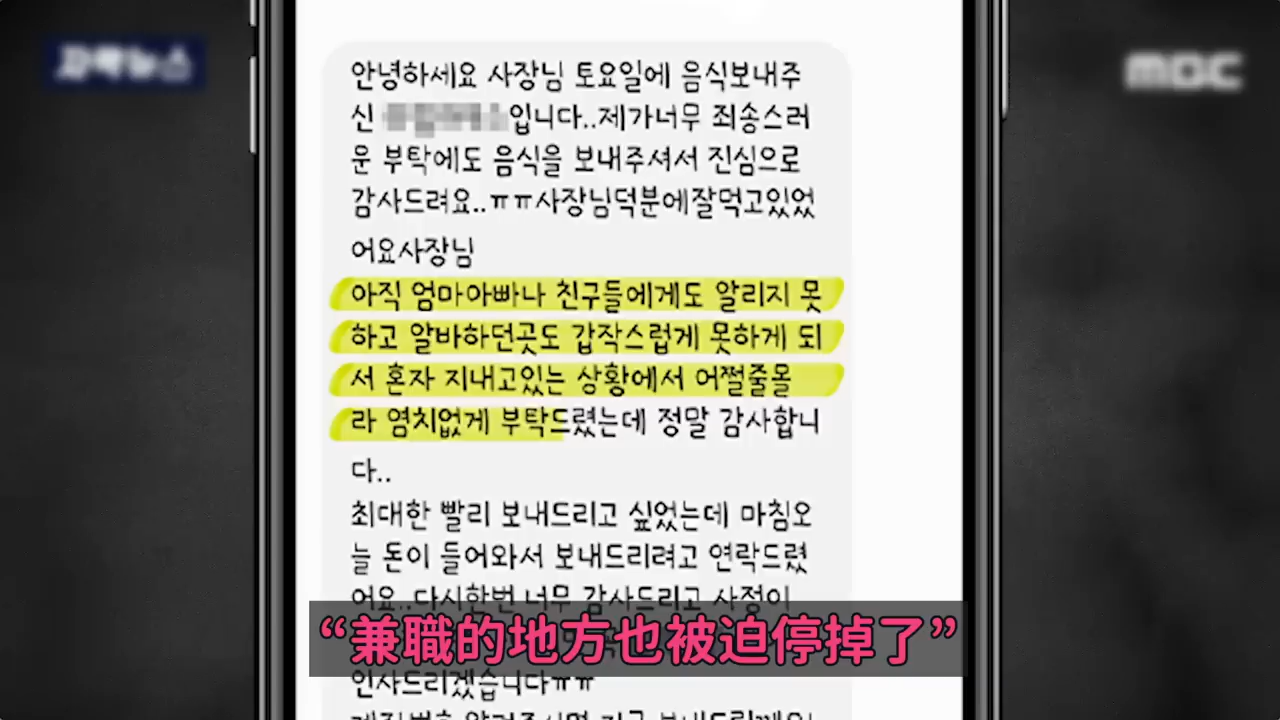 자막뉴스
MBC
안녕하세요 사장님 토요일에 음식보내주
신 입니다..제가너무 죄송스러
운 부탁에도 음식을 보내주셔서 진심으로
감사드려요..ㅠㅠ사장님덕분에잘먹고있었
어요사장님
아직 엄마아빠나 친구들에게도 알리지 못
하고 알바하던곳도 갑작스럽게 못하게 되
서 혼자 지내고있는 상황에서 어쩔줄몰
라 염치없게 부탁드렸는데 정말 감사합니
다..
최대한 빨리 보내드리고 싶었는데 마침오
늘 돈이 들어와서 보내드리려고 연락드렸
어요..다시한번 너무 감사드리고 사정이
“兼職的地方也被迫停掉了”
인사드리겠습니다ㅠㅠ